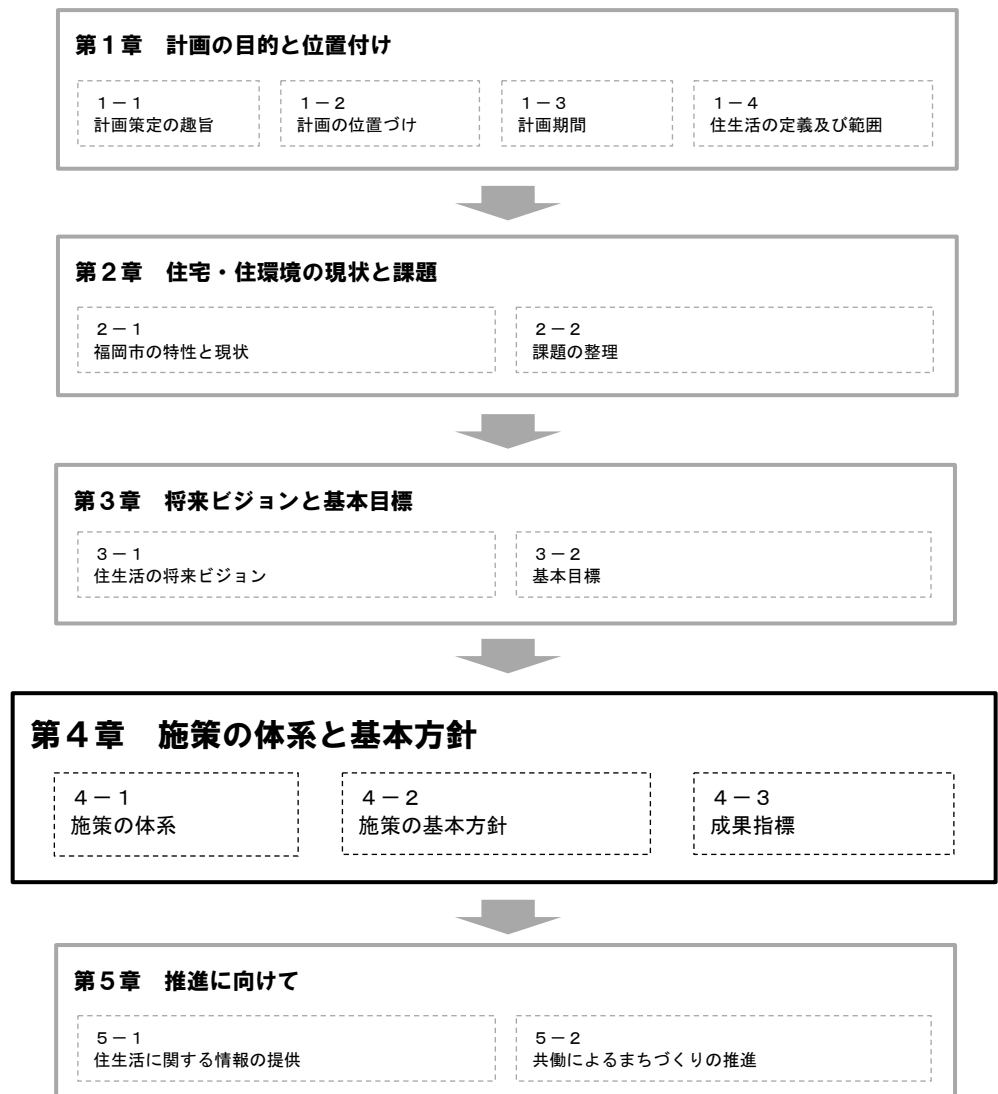 第１章　計画の目的と位置付け
１－１
計画策定の趣旨
１－２
計画の位置づけ
１－３
計画期間
１－４
住生活の定義及び範囲
第２章　住宅・住環境の現状と課題
２－１
福岡市の特性と現状
２－２
課題の整理
第３章　将来ビジョンと基本目標
３－１
住生活の将来ビジョン
３－２
基本目標
第４章　施策の体系と基本方針
４－１
施策の体系
４－２
施策の基本方針
４－３
成果指標
第５章　推進に向けて
５－１
住生活に関する情報の提供
５－２
共働によるまちづくりの推進